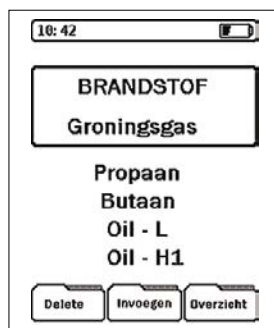 10:42
BRANDSTOF
Groningsgas
Propaan
Butaan
Oil - L
Oil - H1
Delete Invoegen Overzicht